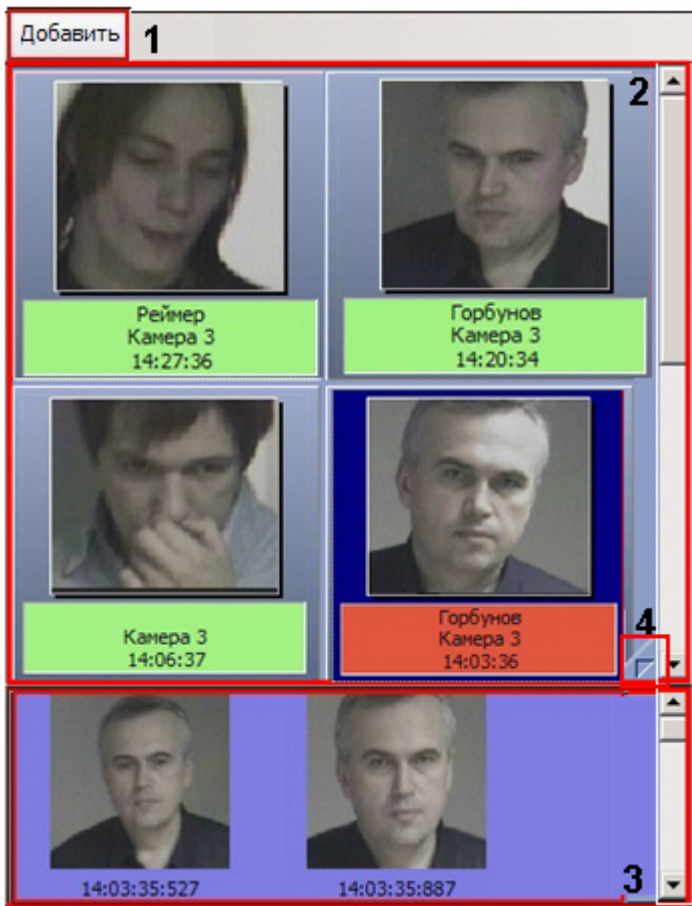 Добавить
1
2
Реймер
Камера 3
14:27:36
Горбунов
Камера 3
14:20:34
Камера 3
14:06:37
Горбунов
Камера 3
14:03:36
4
14:03:35:527
14:03:35:887
3